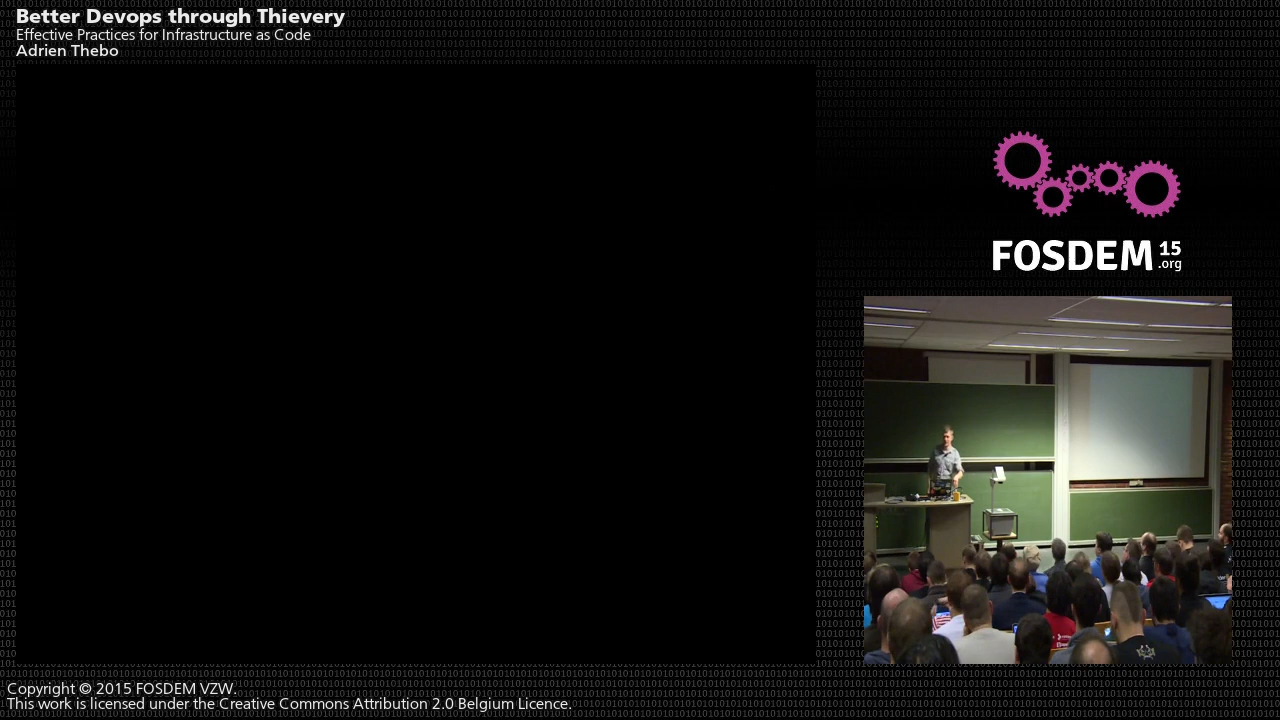 Better Devops through Thievery
Effective Practices for Infrastructure as Code
Adrien Thebo
FOSDEM 15
.org
Copyright © 2015 FOSDEM VZW.
This work is licensed under the Creative Commons Attribution 2.0 Belgium Licence.